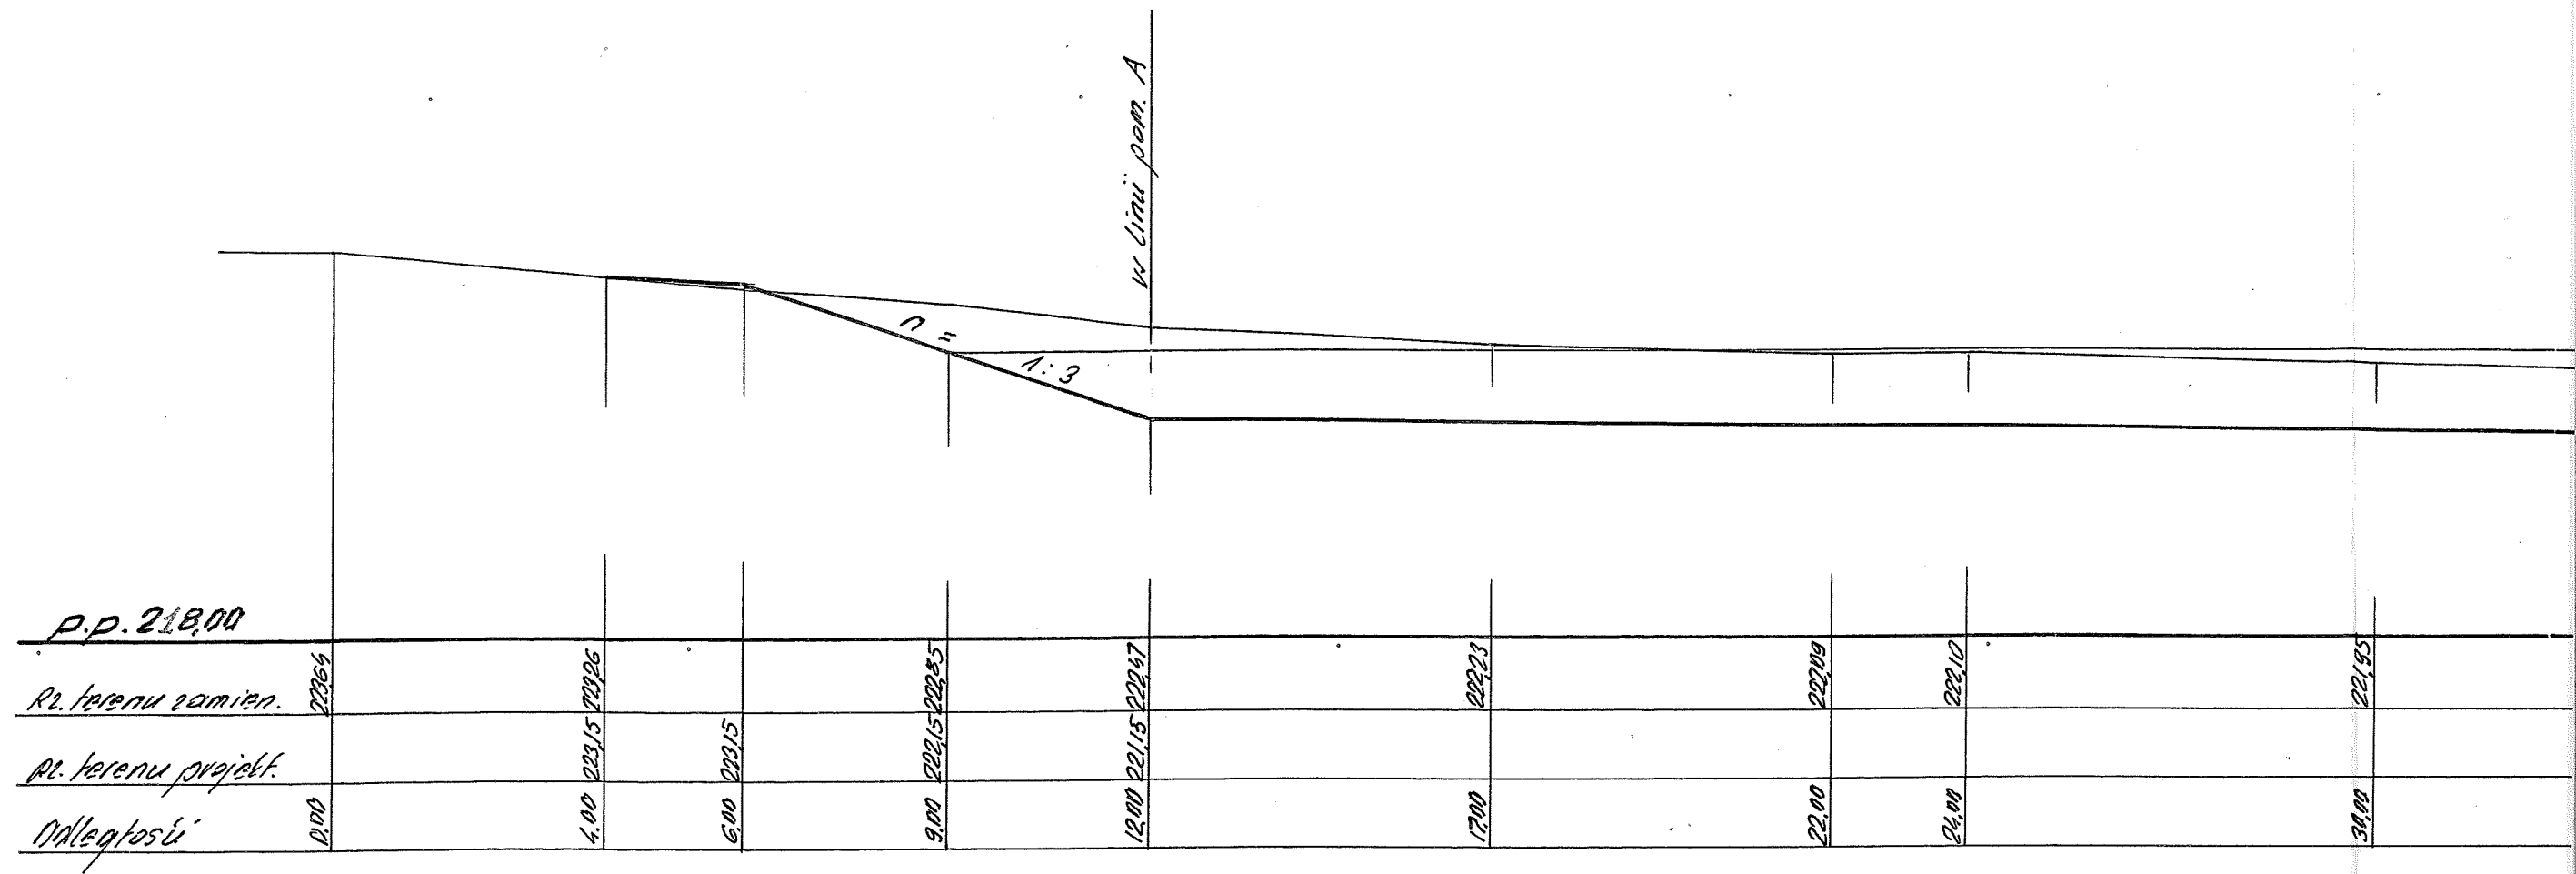 w linii pom. A
n =
1:3
p.p. 218,00
Rz. terenu zamien. 223,64 223,26 222,85 222,47 222,23 222,09 222,10 221,95
Rz. terenu projekt. 223,15 223,15 222,15 221,15
Odległość 0,00 4.00 6,00 9,00 12,00 17,00 22,00 24,00 30,00